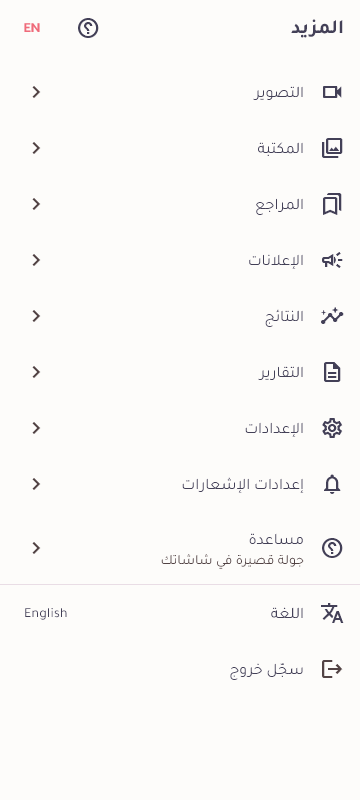 المزيد
EN
التصوير
المكتبة
المراجع
الإعلانات
النتائج
التقارير
الإعدادات
إعدادات الإشعارات
مساعدة
جولة قصيرة في شاشاتك
اللغة
English
سجّل خروج